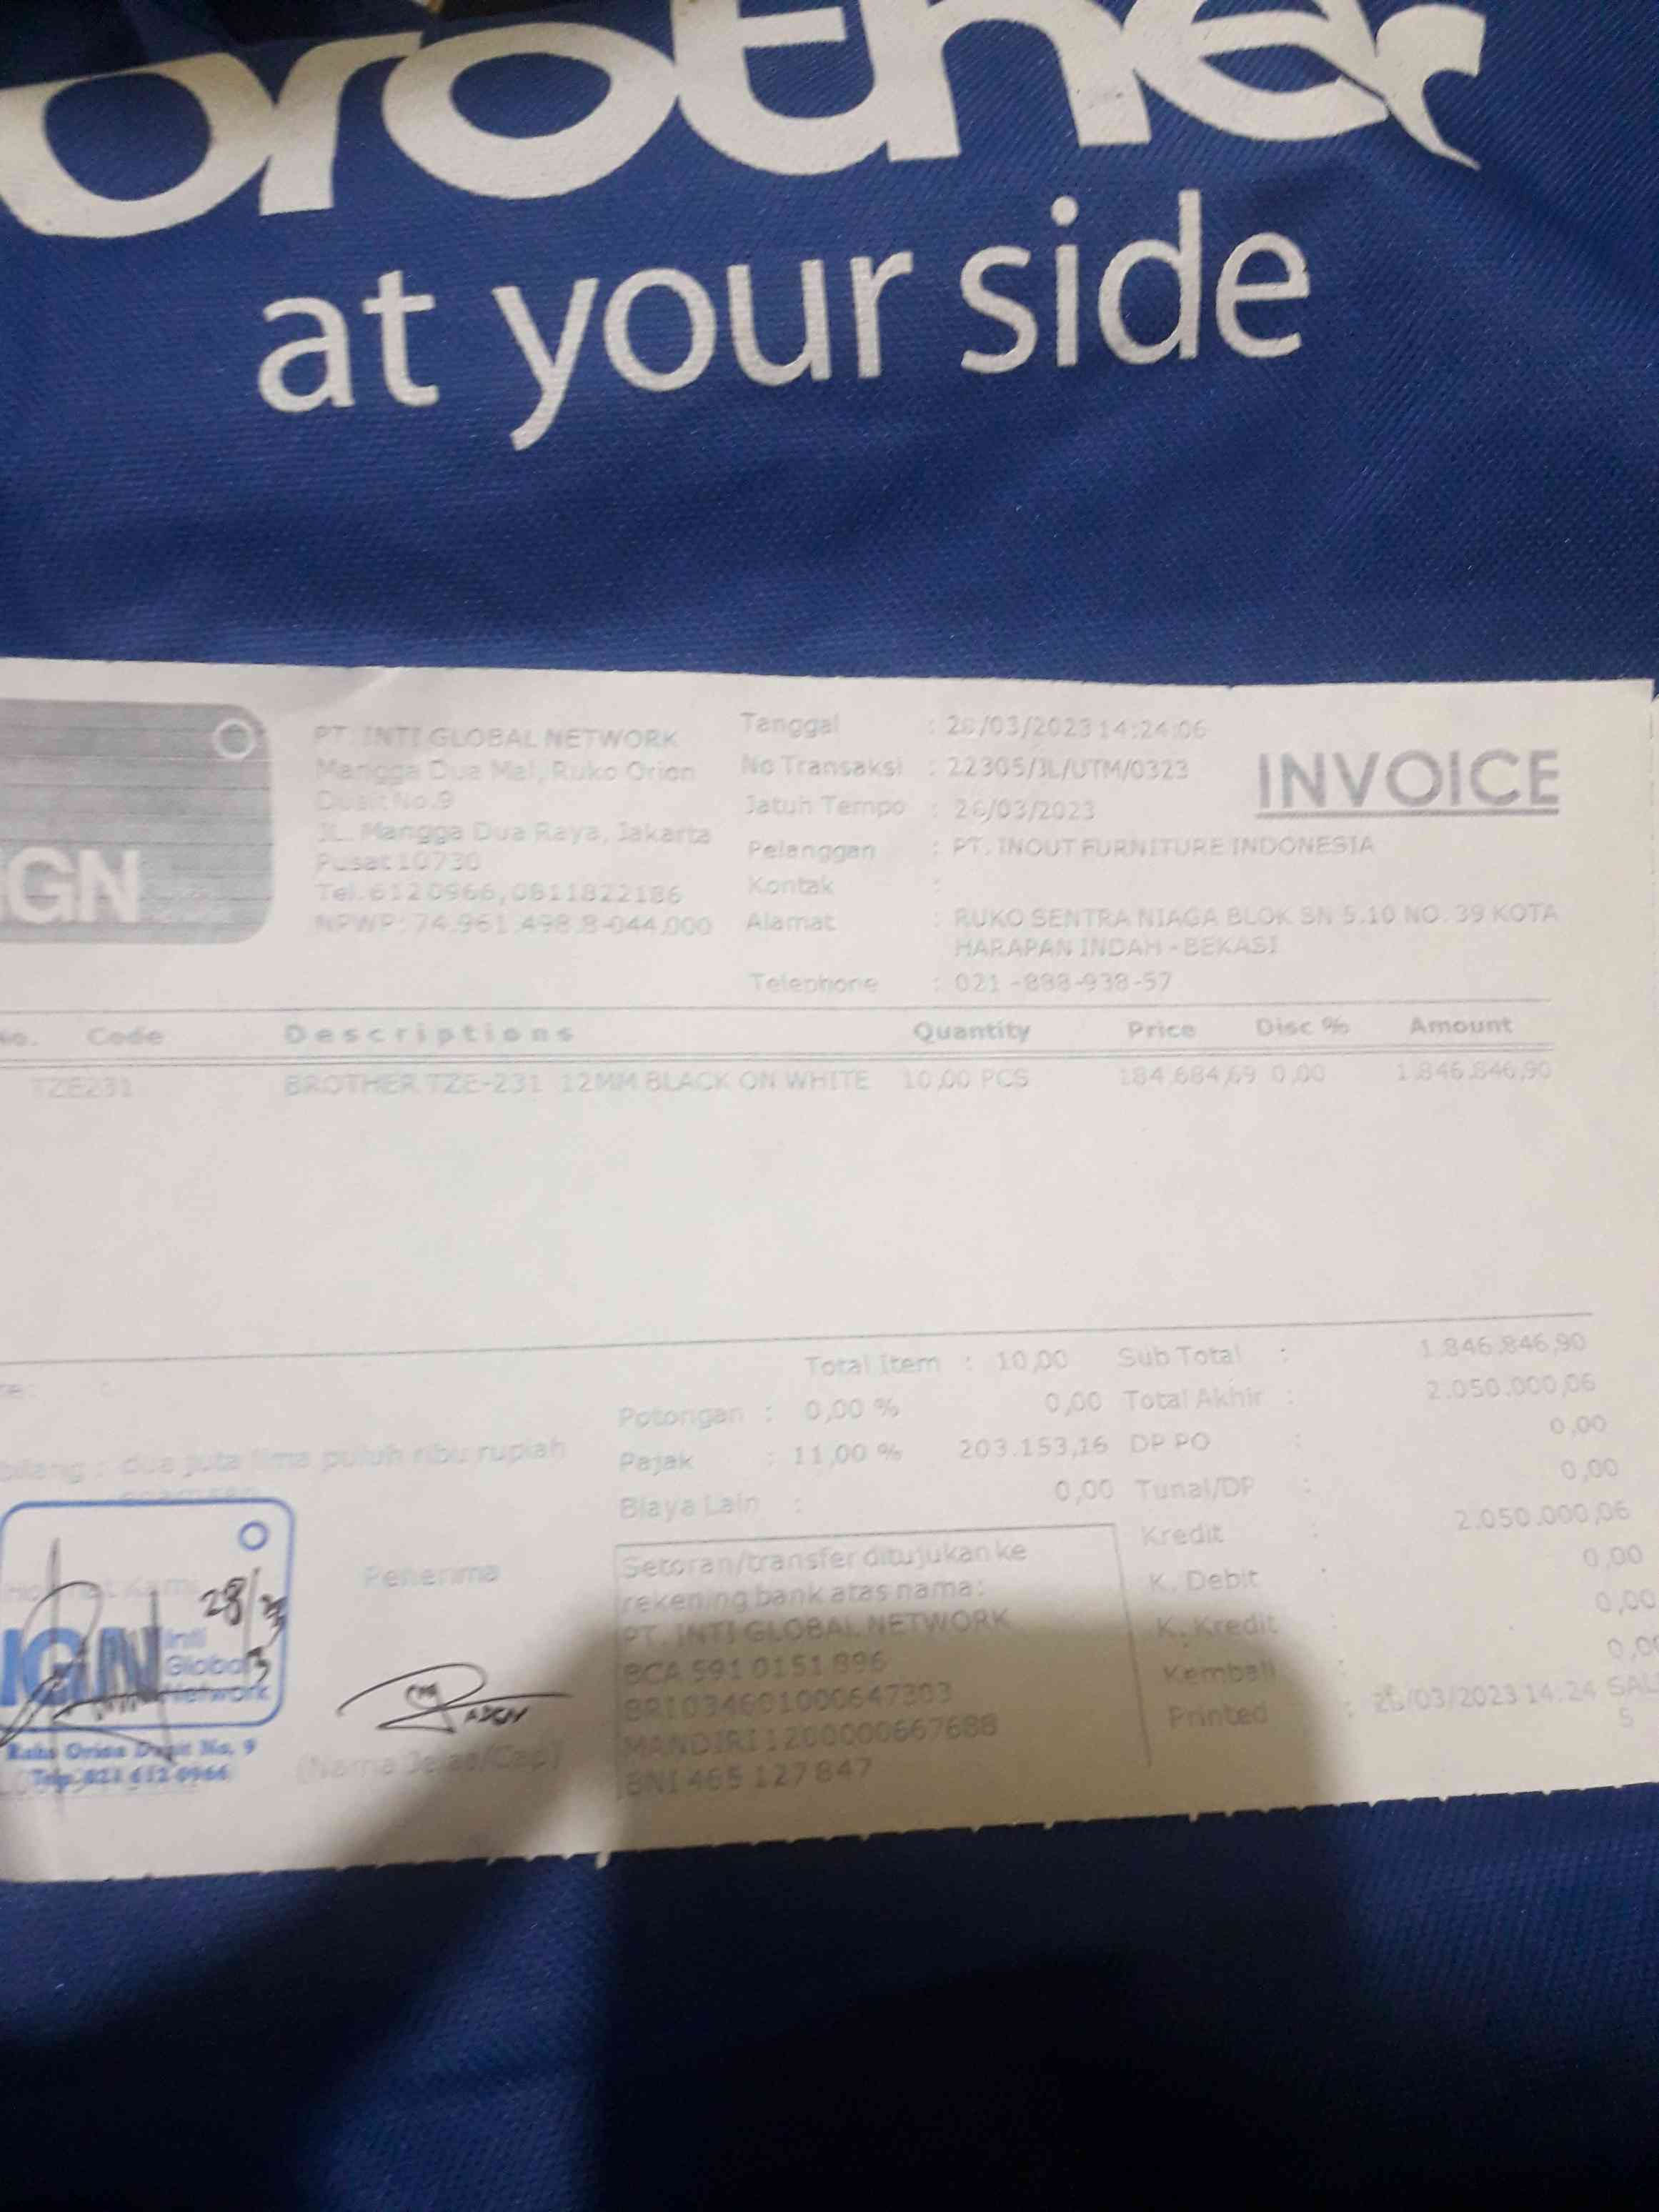 brother
at your side
PT. INTI GLOBAL NETWORK
Mangga Dua Mal, Ruko Orion
Dusit No.9
JL. Mangga Dua Raya, Jakarta
Pusat 10730
Tel. 6120966, 0811822186
NPWP: 74.961.498.8-044.000
IGN
Tanggal : 28/03/2023 14:24:06
No Transaksi : 22305/JL/UTM/0323
Jatuh Tempo : 28/03/2023
Pelanggan : PT. INOUT FURNITURE INDONESIA
Kontak :
Alamat : RUKO SENTRA NIAGA BLOK SN 5.10 NO. 39 KOTA
HARAPAN INDAH - BEKASI
Telephone : 021 -888-938-57
INVOICE
No. Code Descriptions Quantity Price Disc % Amount
TZE231 BROTHER TZE-231 12MM BLACK ON WHITE 10,00 PCS 184.684,69 0,00 1.846.846,90
Total Item : 10,00 Sub Total : 1.846.846,90
Potongan : 0,00 % 0,00 Total Akhir : 2.050.000,06
Pajak : 11,00 % 203.153,16 DP PO : 0,00
Biaya Lain : 0,00 Tunai/DP : 0,00
Kredit : 2.050.000,06
K. Debit : 0,00
K. Kredit : 0,00
Kembali : 0,00
Printed : 28/03/2023 14:24 SAL
5
bilang : dua juta lima puluh ribu rupiah
Penerima
(Nama Jelas/Cap)
Setoran/transfer ditujukan ke
rekening bank atas nama:
PT. INTI GLOBAL NETWORK
BCA 591 0151 896
BRI 034601000647303
MANDIRI 1200000667688
BNI 465 127 847
28/3
IGN Inti
Global
Network
Ruko Orion Dusit No. 9
Telp. 021 612 0966